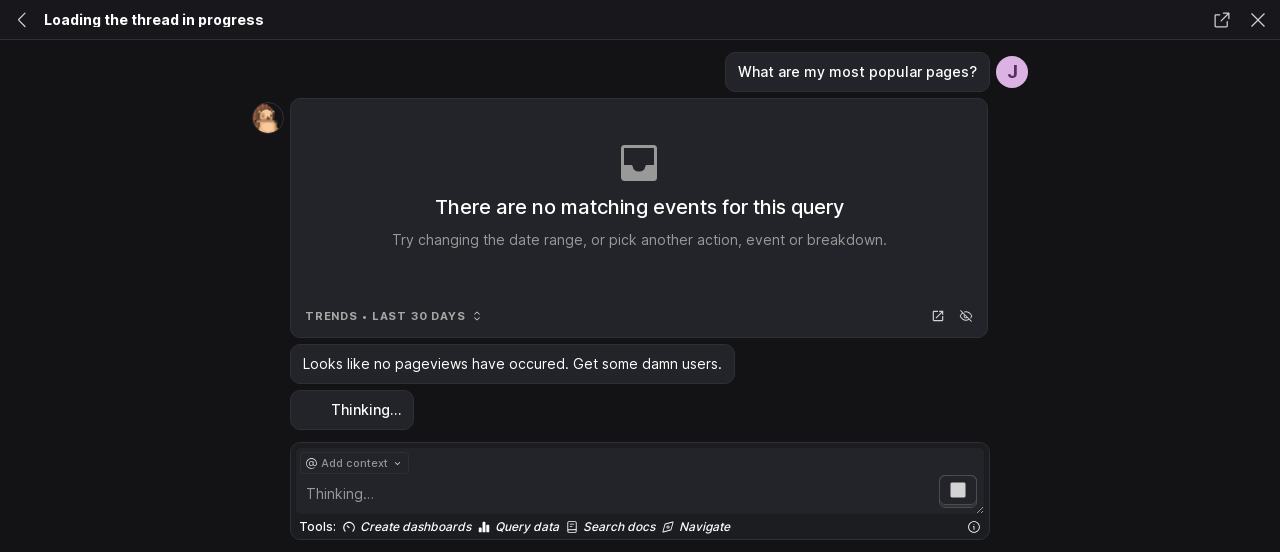 Loading the thread in progress
What are my most popular pages?
J
There are no matching events for this query
Try changing the date range, or pick another action, event or breakdown.
TRENDS • LAST 30 DAYS
Looks like no pageviews have occured. Get some damn users.
Thinking...
@ Add context
Thinking...
Tools: Create dashboards Query data Search docs Navigate